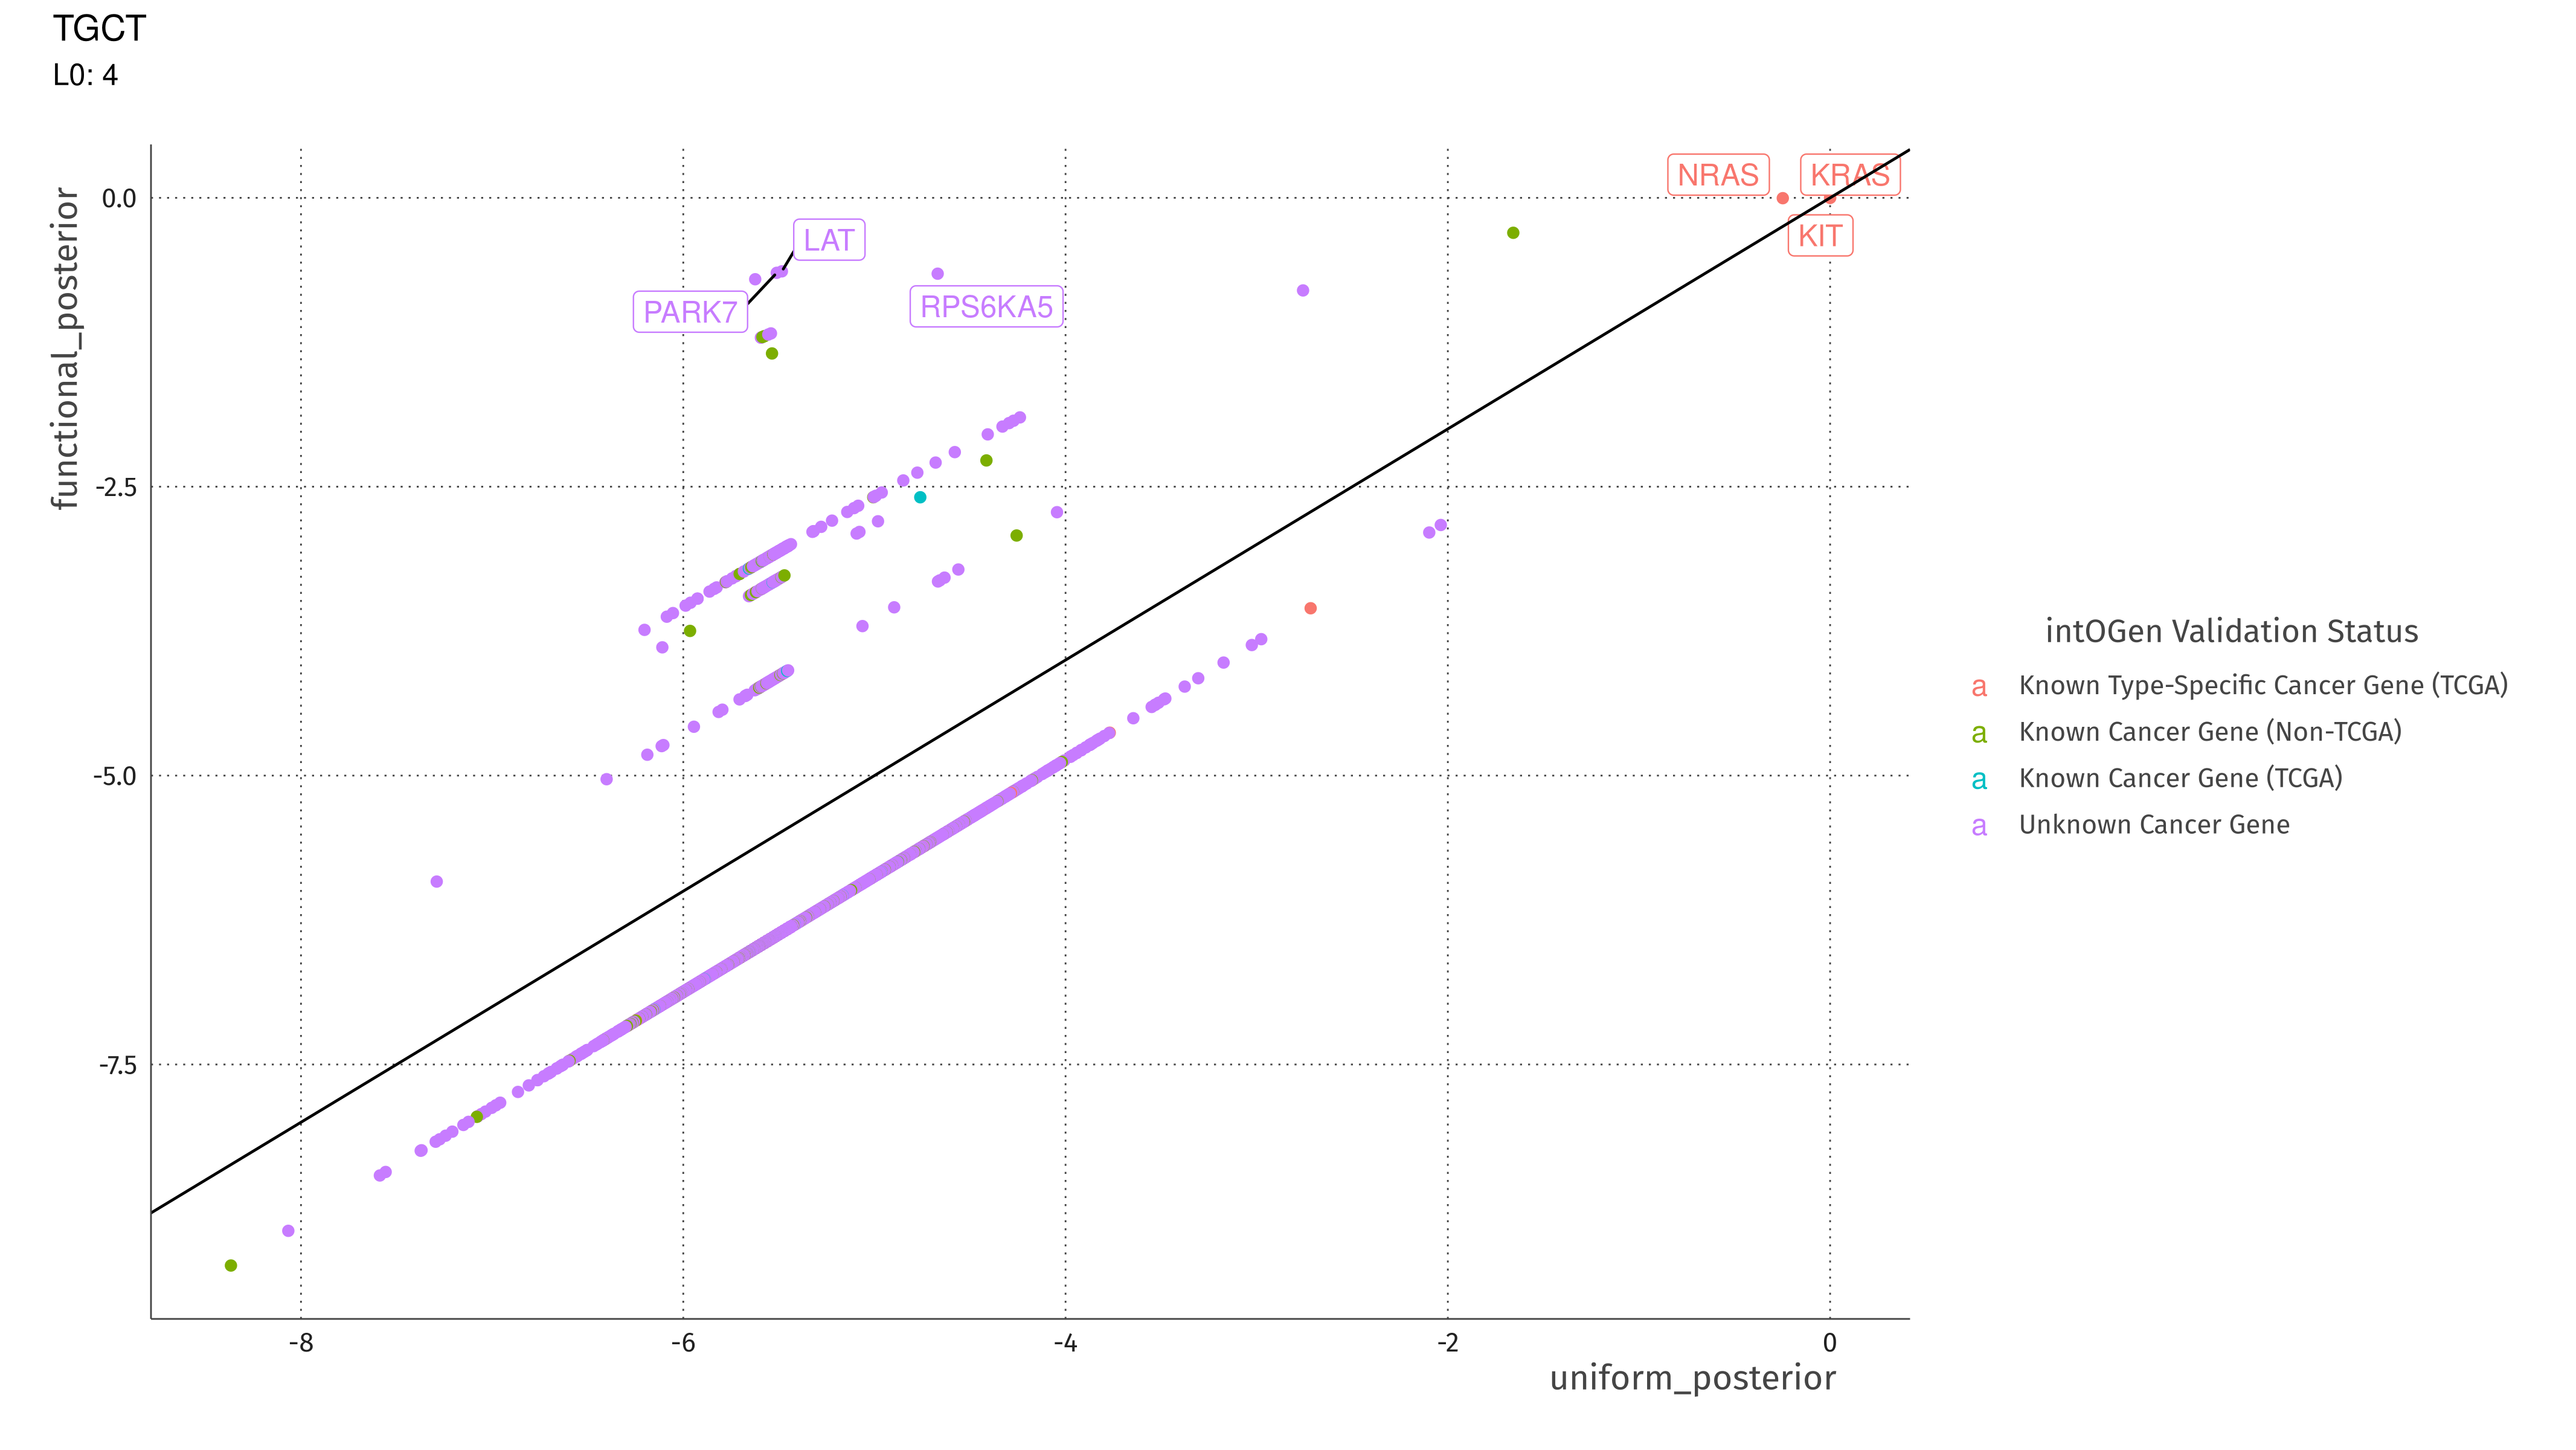 TGCT
L0: 4
functional_posterior
0.0
-2.5
-5.0
-7.5
NRAS
KRAS
KIT
LAT
PARK7
RPS6KA5
-8
-6
-4
-2
0
uniform_posterior
intOGen Validation Status
a Known Type-Specific Cancer Gene (TCGA)
a Known Cancer Gene (Non-TCGA)
a Known Cancer Gene (TCGA)
a Unknown Cancer Gene